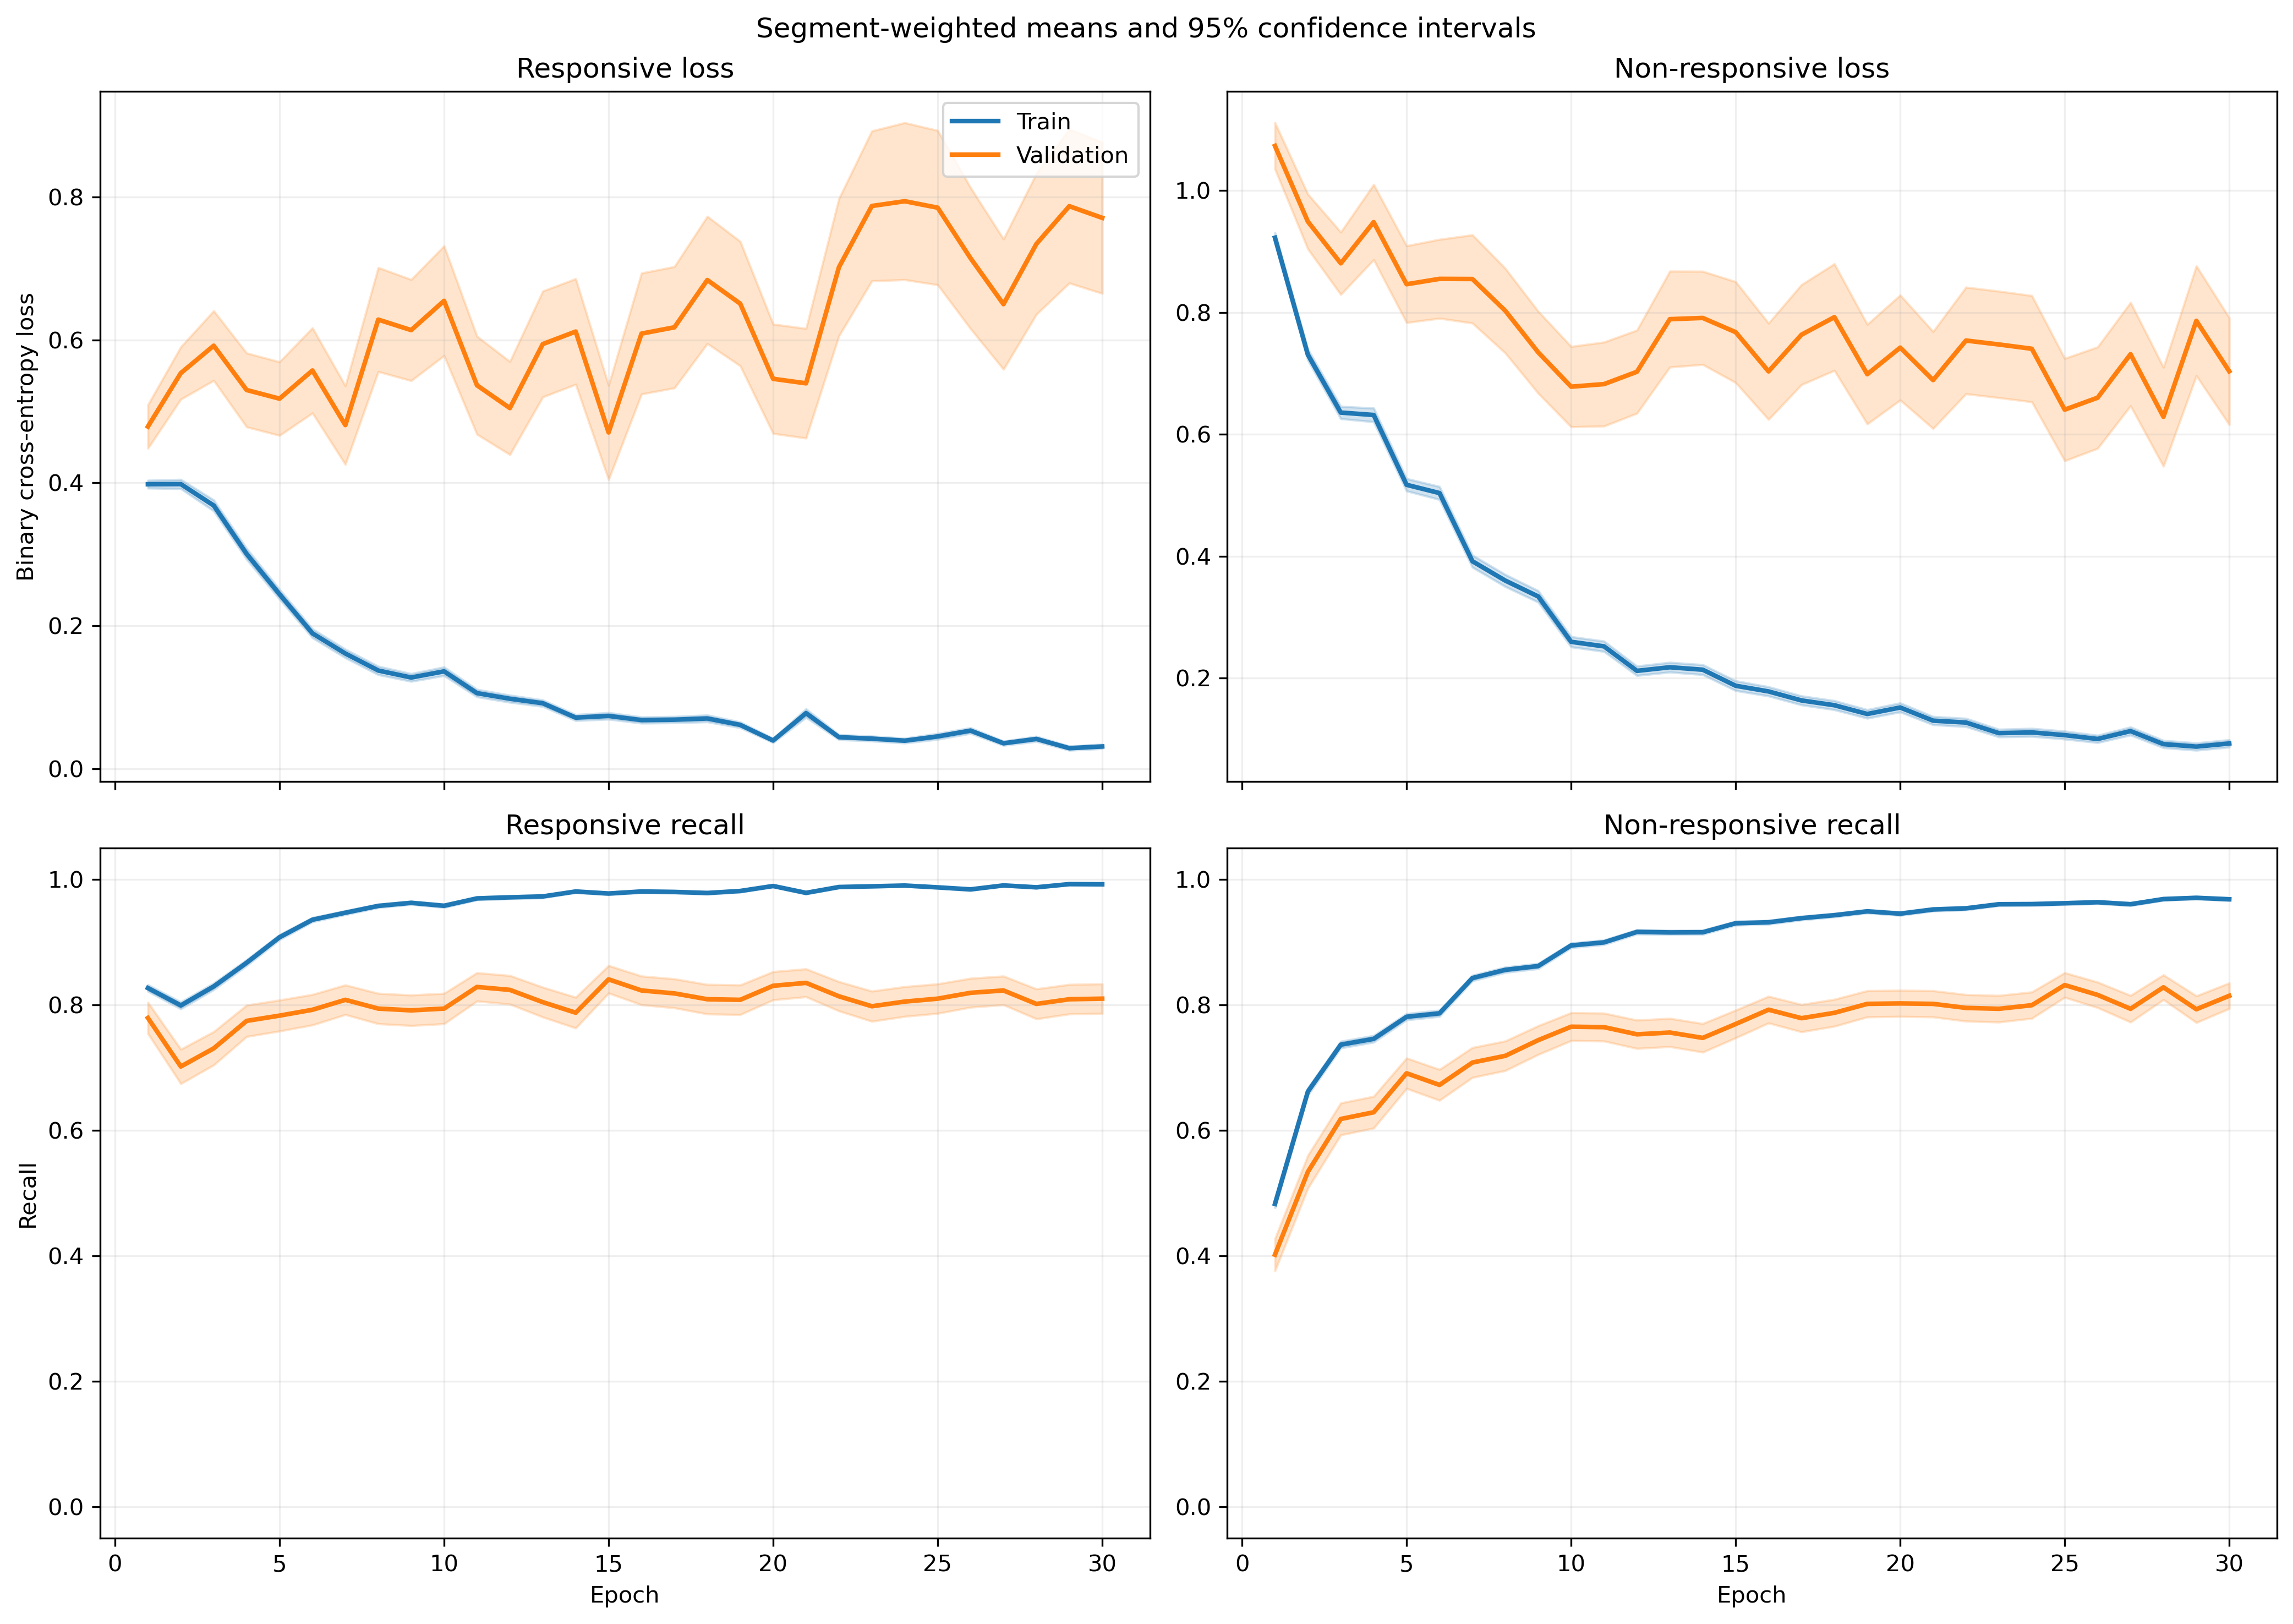 Segment-weighted means and 95% confidence intervals
Responsive loss
Non-responsive loss
Train
Validation
Binary cross-entropy loss
0.8
0.6
0.4
0.2
0.0
1.0
0.8
0.6
0.4
0.2
Responsive recall
Non-responsive recall
Recall
1.0
0.8
0.6
0.4
0.2
0.0
1.0
0.8
0.6
0.4
0.2
0.0
0 5 10 15 20 25 30
0 5 10 15 20 25 30
Epoch
Epoch